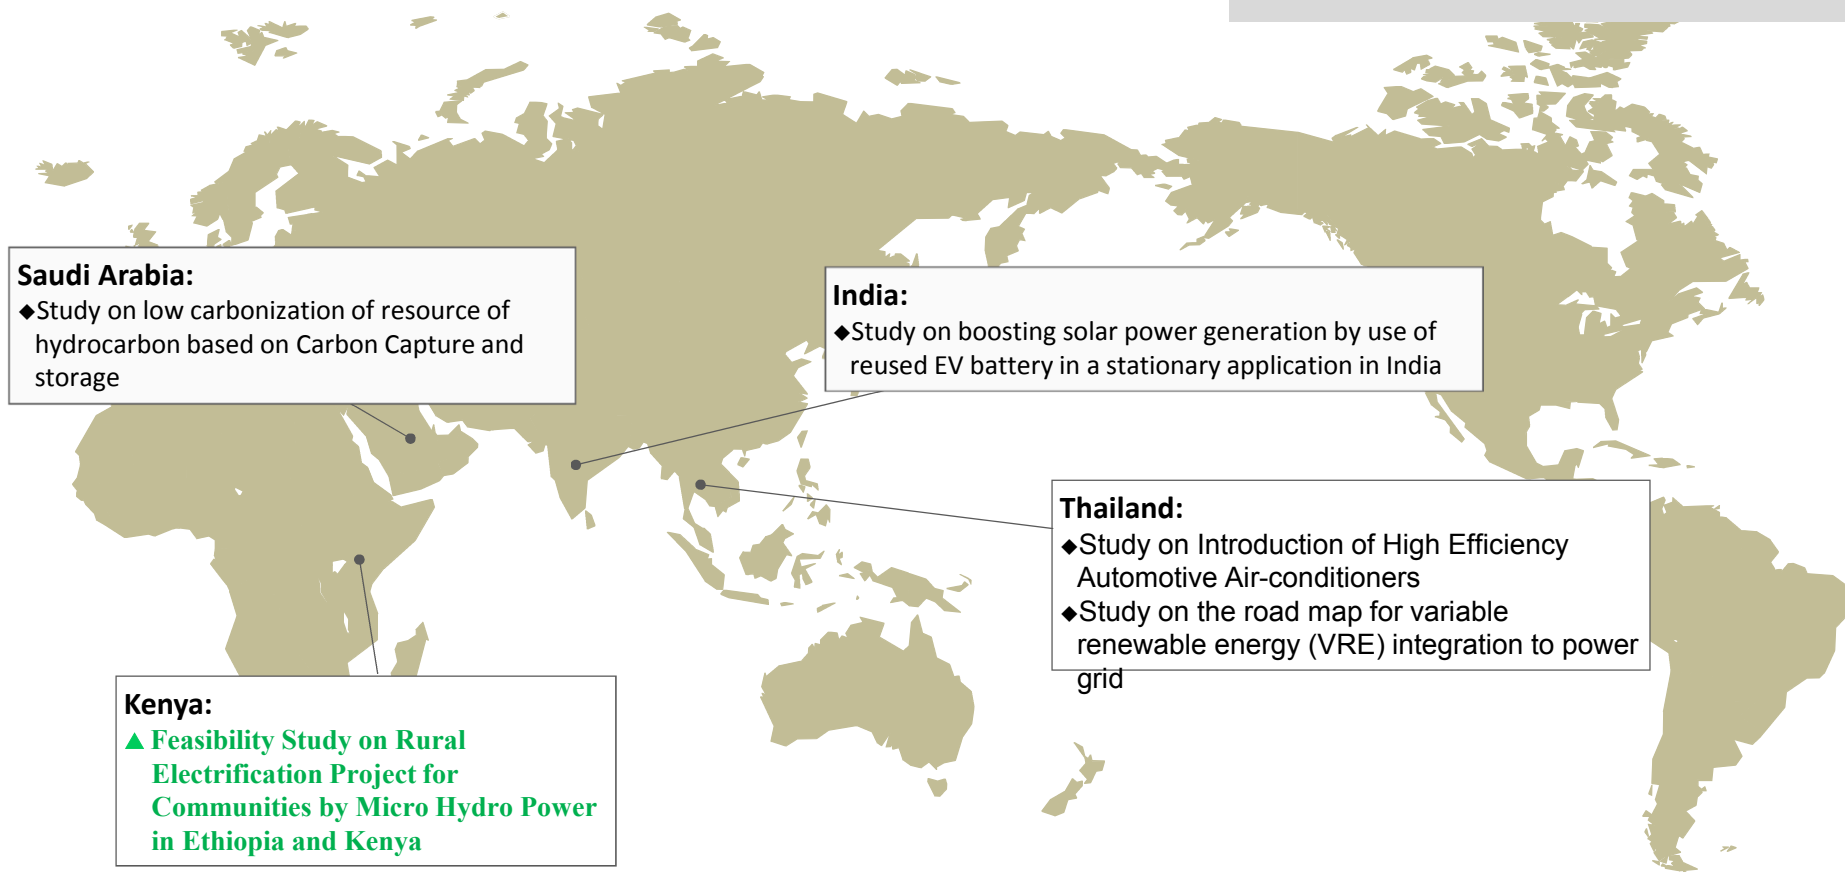 Saudi Arabia:
◆Study on low carbonization of resource of
hydrocarbon based on Carbon Capture and
storage
India:
◆Study on boosting solar power generation by use of
reused EV battery in a stationary application in India
Thailand:
◆Study on Introduction of High Efficiency
Automotive Air-conditioners
◆Study on the road map for variable
renewable energy (VRE) integration to power
grid
Kenya:
▲ Feasibility Study on Rural
Electrification Project for
Communities by Micro Hydro Power
in Ethiopia and Kenya